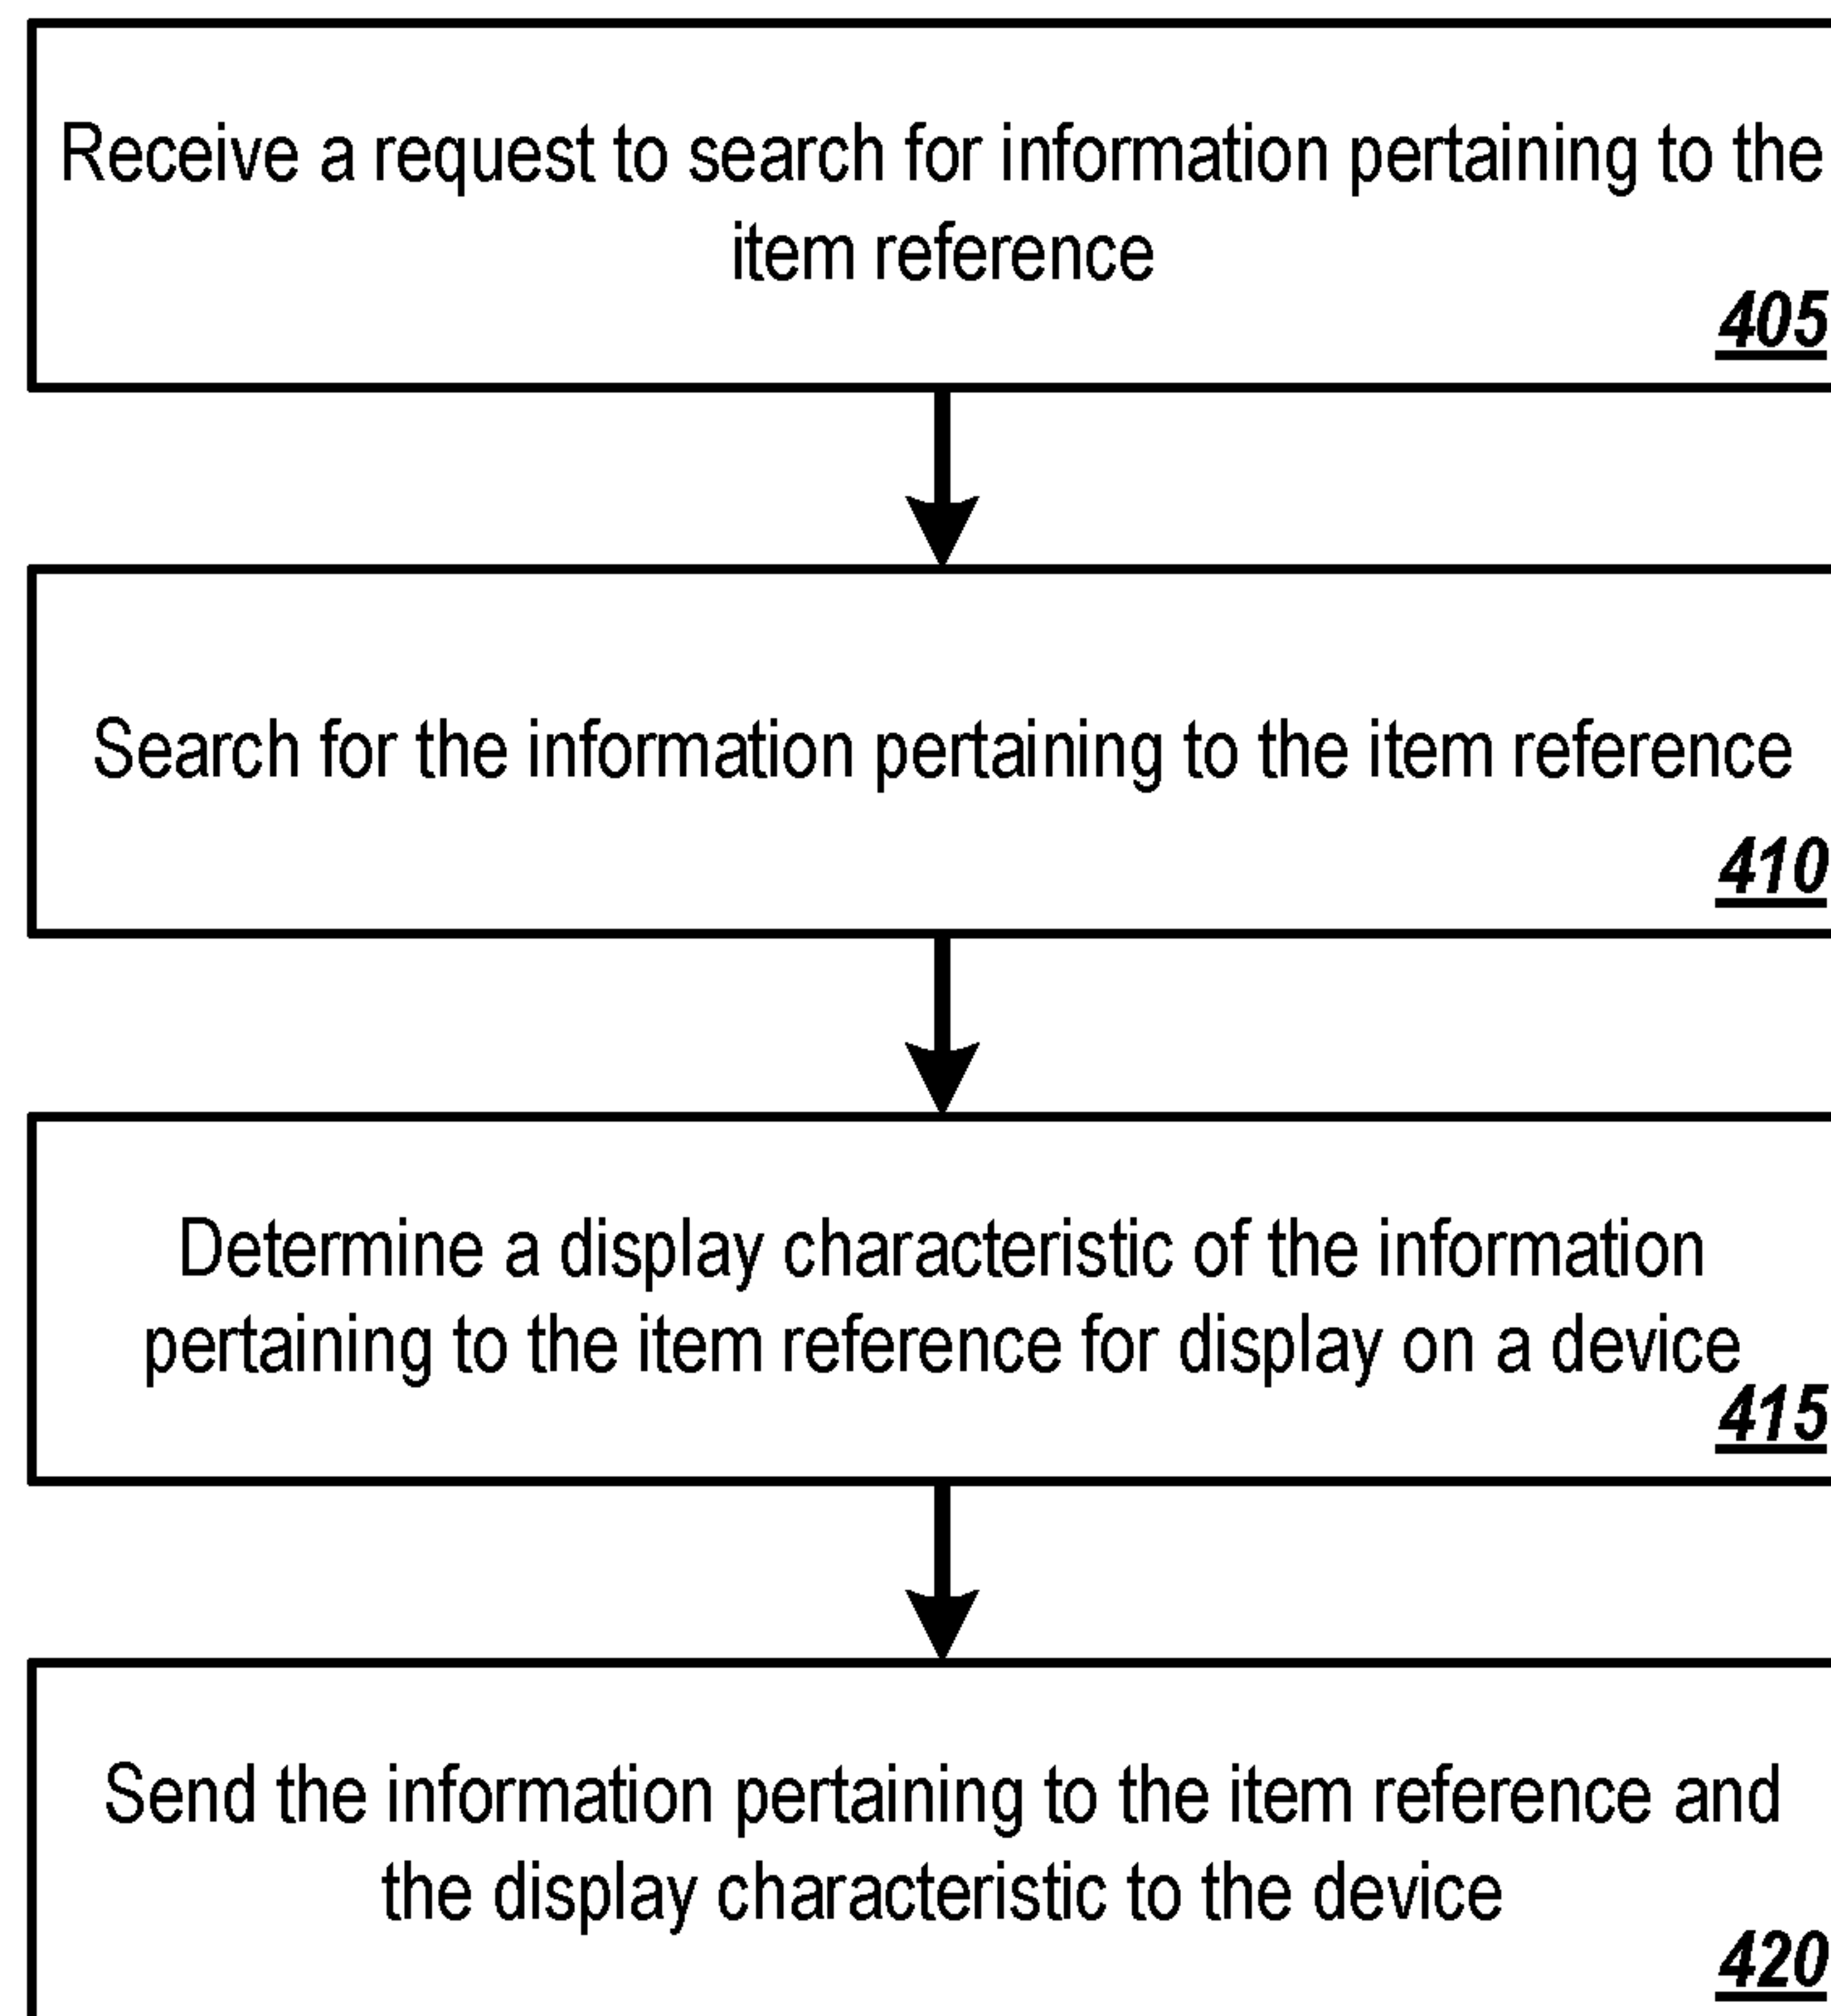 Receive a request to search for information pertaining to the
item reference
405
Search for the information pertaining to the item reference
410
Determine a display characteristic of the information
pertaining to the item reference for display on a device
415
Send the information pertaining to the item reference and
the display characteristic to the device
420